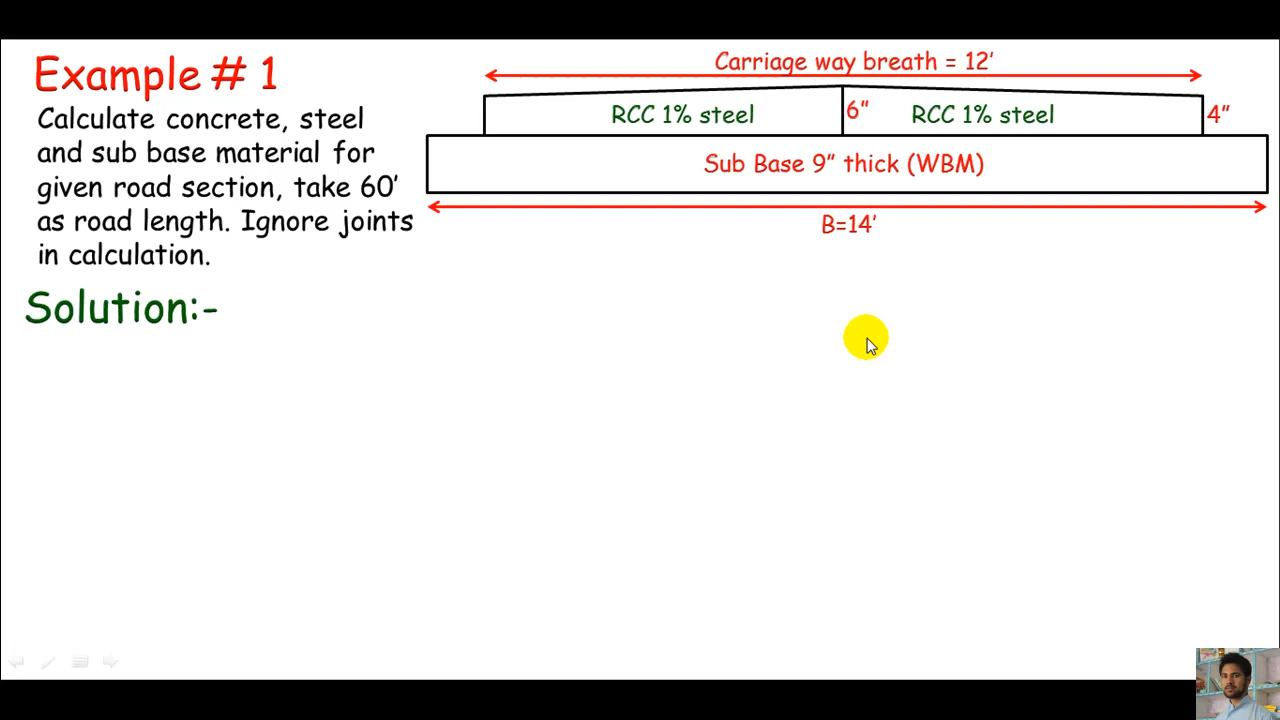 Example # 1
Calculate concrete, steel
and sub base material for
given road section, take 60’
as road length. Ignore joints
in calculation.
Carriage way breath = 12’
RCC 1% steel
6”
RCC 1% steel
4”
Sub Base 9” thick (WBM)
B=14’
Solution:-